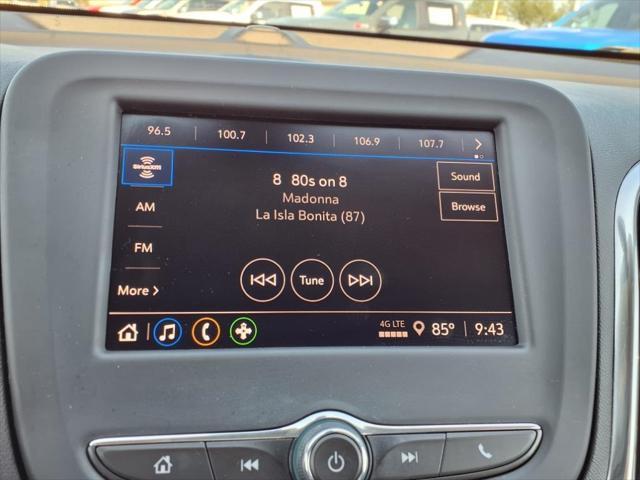 96.5 100.7 102.3 106.9 107.7
SiriusXM
8 80s on 8
Sound
Madonna
AM
La Isla Bonita (87)
Browse
FM
Tune
More
4G LTE
85° 9:43